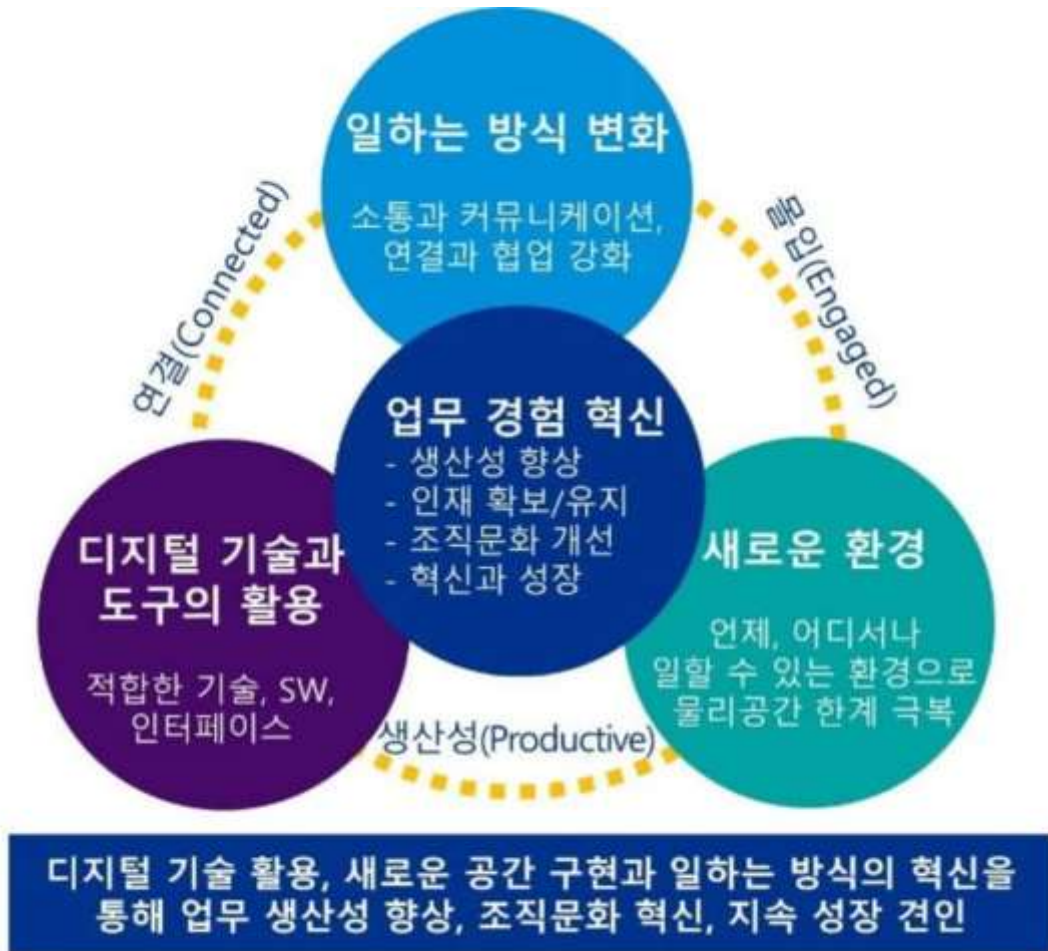 일하는 방식 변화
소통과 커뮤니케이션,
연결과 협업 강화
연결(Connected)
몰입(Engaged)
업무 경험 혁신
- 생산성 향상
- 인재 확보/유지
- 조직문화 개선
- 혁신과 성장
디지털 기술과
도구의 활용
적합한 기술, SW,
인터페이스
새로운 환경
언제, 어디서나
일할 수 있는 환경으로
물리공간 한계 극복
생산성(Productive)
디지털 기술 활용, 새로운 공간 구현과 일하는 방식의 혁신을
통해 업무 생산성 향상, 조직문화 혁신, 지속 성장 견인